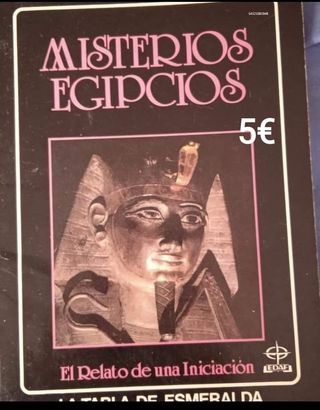 MISTERIOS
EGIPCIOS
5€
El Relato de una Iniciación
EDAF
LA TABLA DE ESMERALDA